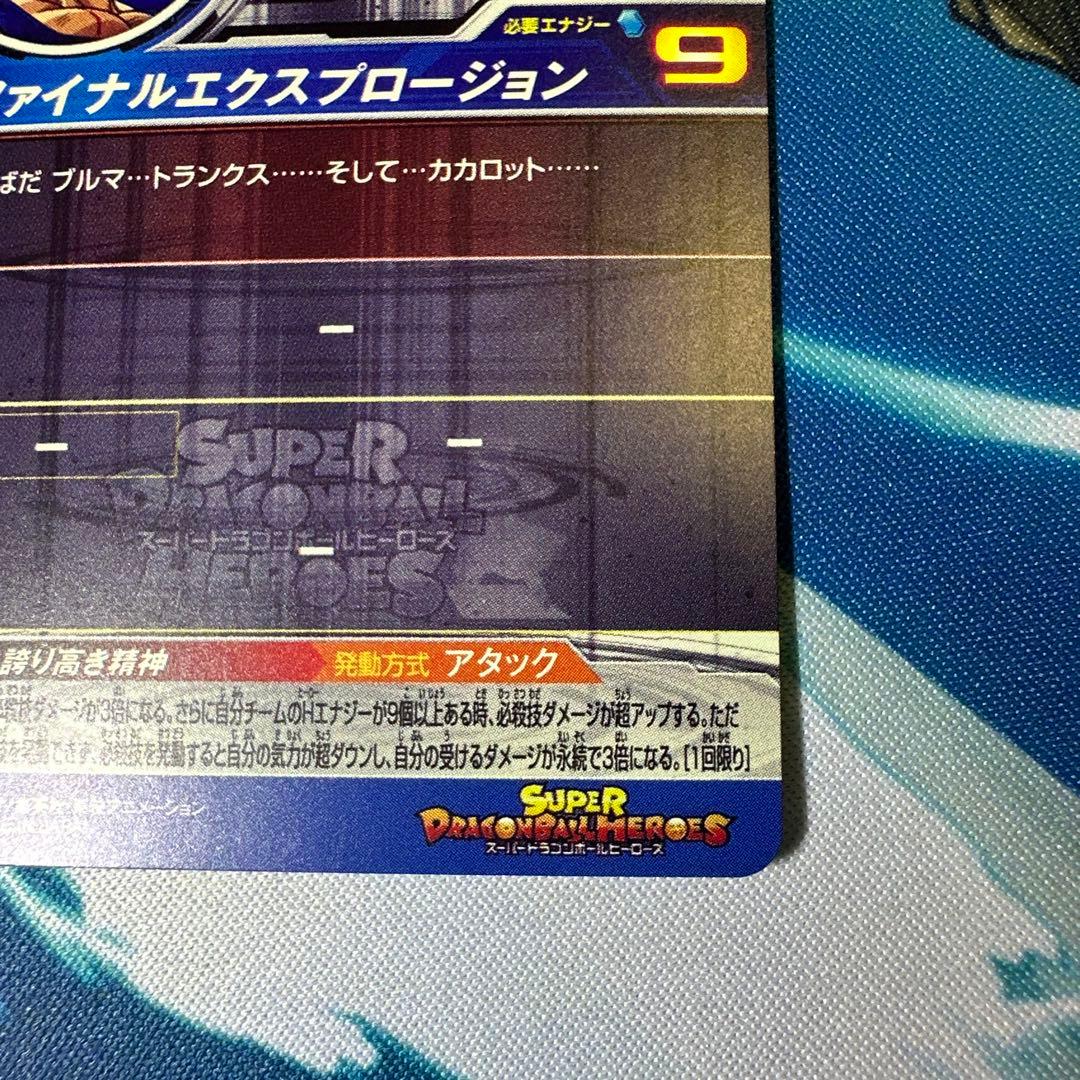 必要エナジー 9
ファイナルエクスプロージョン
ばだ ブルマ…トランクス……そして…カカロット……
SUPER
DRAGONBALL
スーパードラゴンボールヒーローズ
HEROES
誇り高き精神 発動方式 アタック
必殺技ダメージが3倍になる。さらに自分チームのHエナジーが9個以上ある時、必殺技ダメージが超アップする。ただ
必殺技を発動すると自分の気力が超ダウンし、自分の受けるダメージが永続で3倍になる。[1回限り]
SUPER
DRAGONBALL HEROES
スーパードラゴンボールヒーローズ